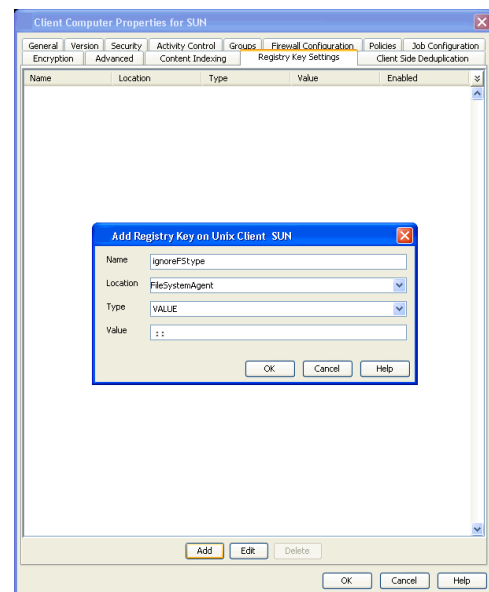 Client Computer Properties for SUN
General Version Security Activity Control Groups Firewall Configuration Policies Job Configuration
Encryption Advanced Content Indexing Registry Key Settings Client Side Deduplication
Name Location Type Value Enabled
Add Registry Key on Unix Client SUN
Name ignoreFStype
Location FileSystemAgent
Type VALUE
Value ::
OK Cancel Help
Add Edit Delete
OK Cancel Help